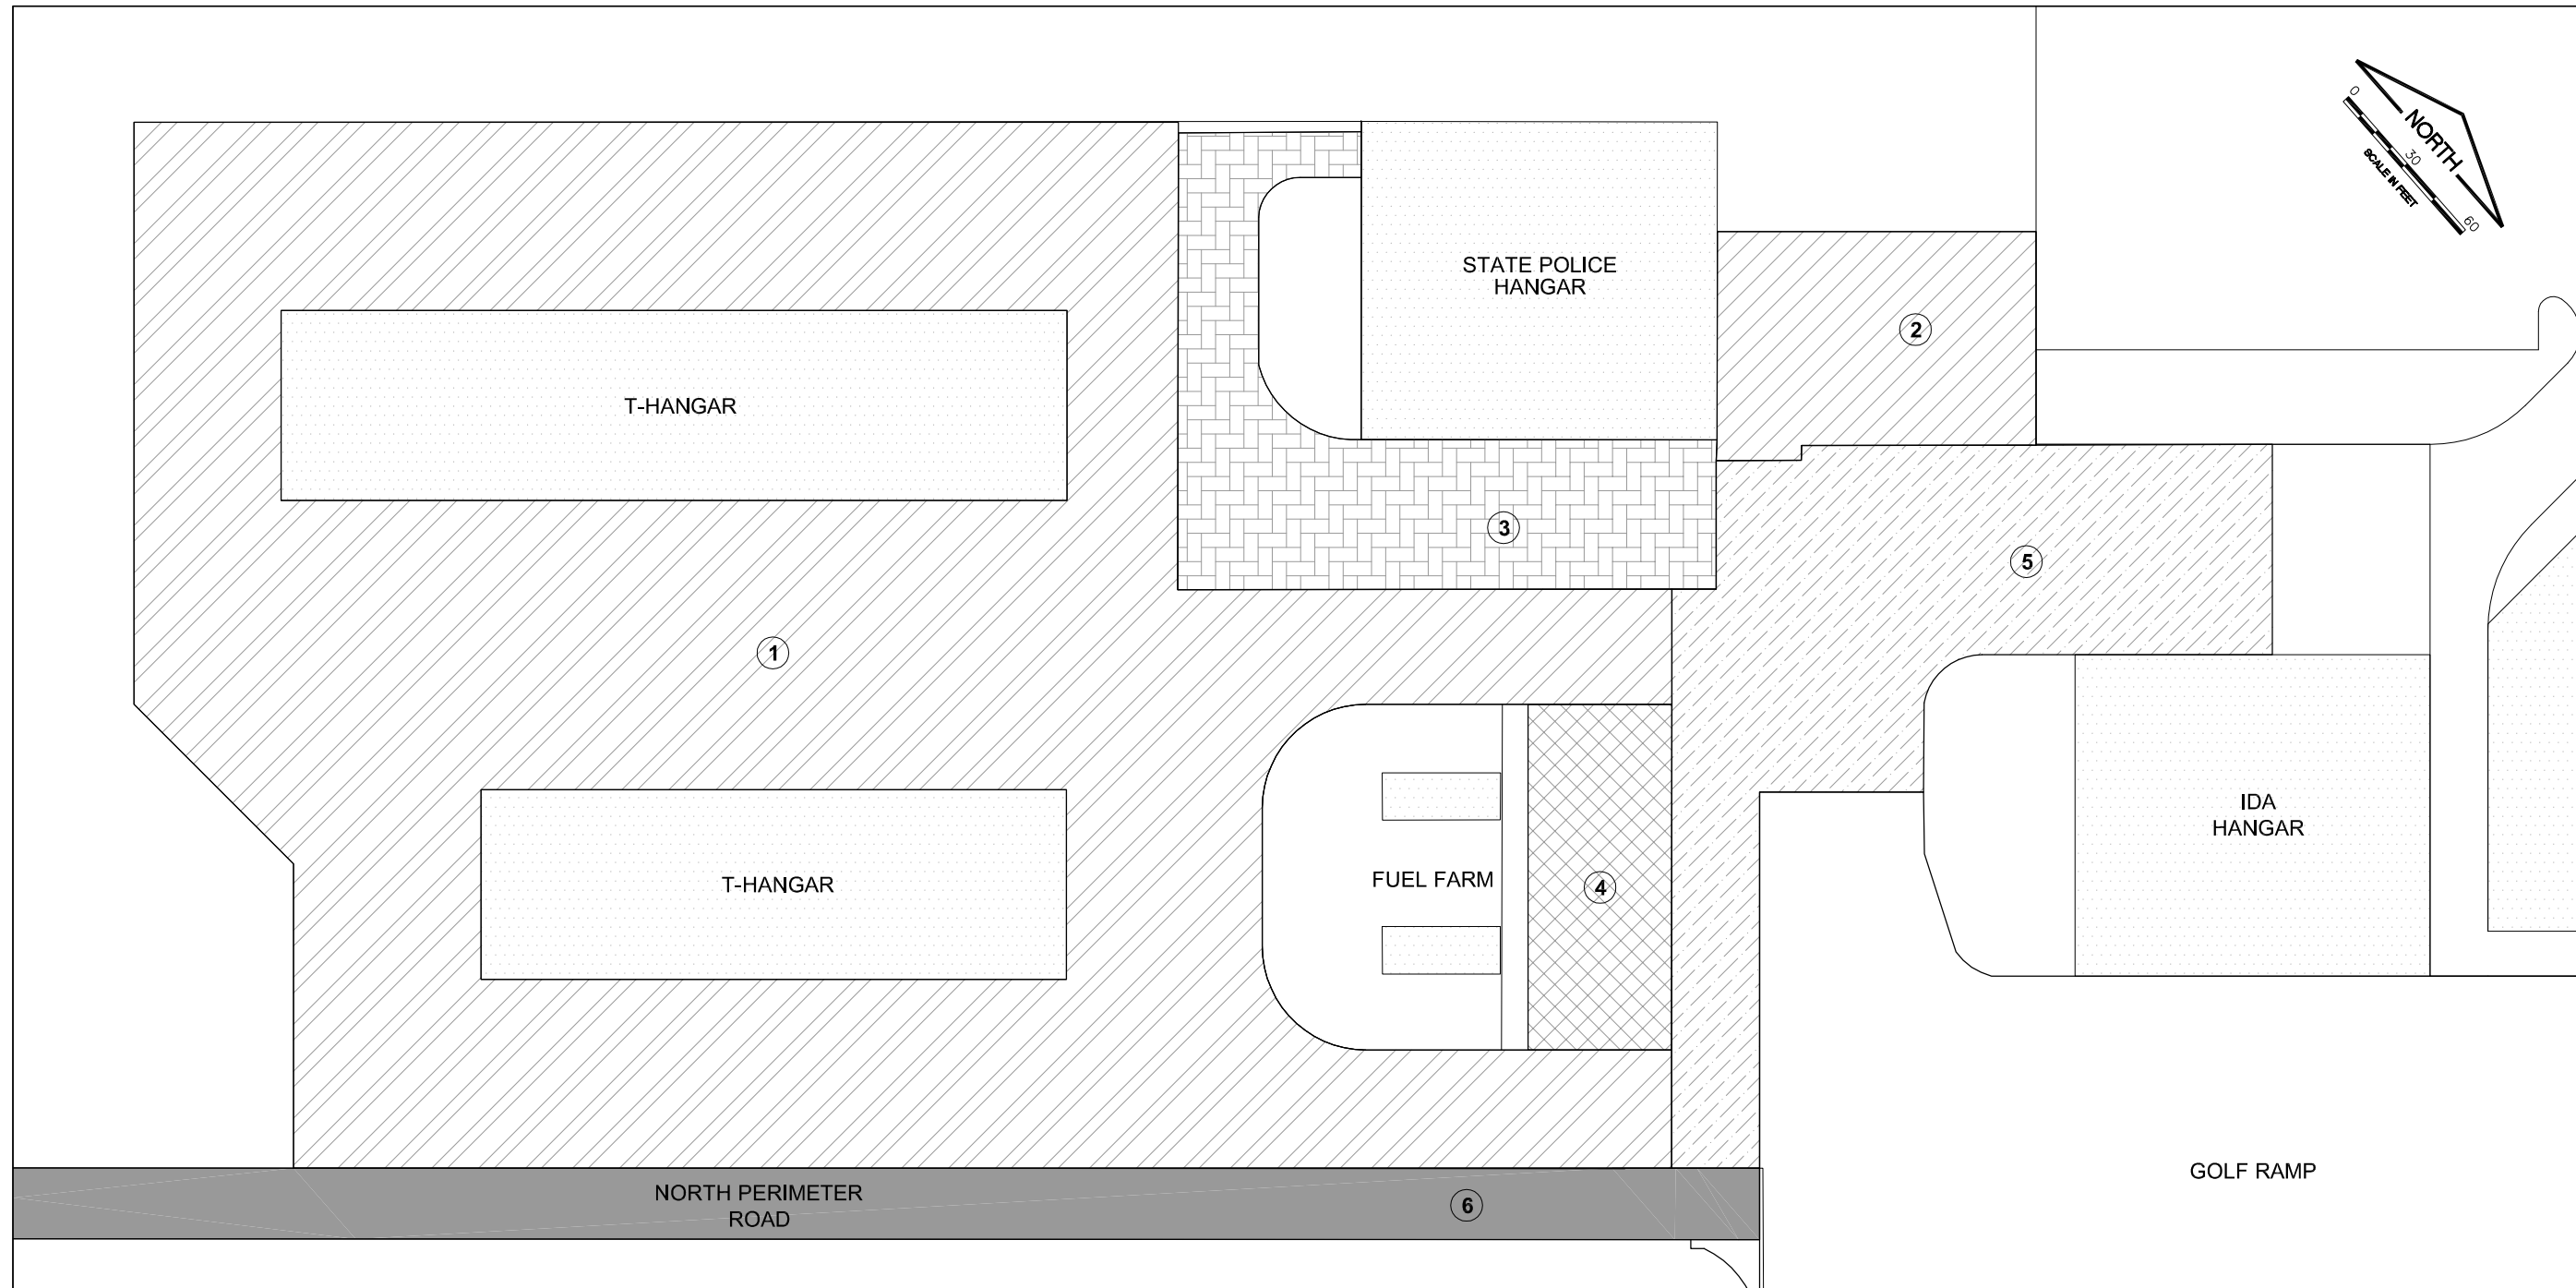 0
30
60
NORTH
SCALE IN FEET
STATE POLICE
HANGAR
2
T-HANGAR
3
5
1
IDA
HANGAR
T-HANGAR
FUEL FARM
4
GOLF RAMP
NORTH PERIMETER
ROAD
6